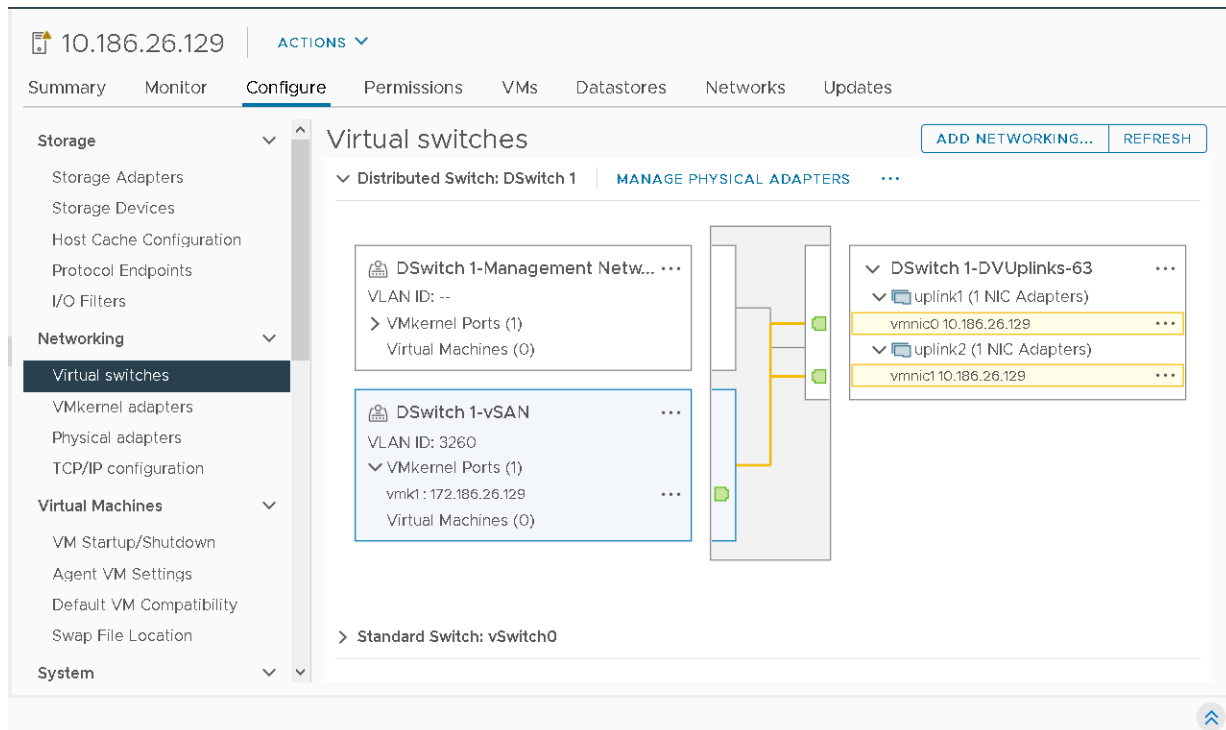 10.186.26.129 ACTIONS
Summary Monitor Configure Permissions VMs Datastores Networks Updates
Storage
Storage Adapters
Storage Devices
Host Cache Configuration
Protocol Endpoints
I/O Filters
Networking
Virtual switches
VMkernel adapters
Physical adapters
TCP/IP configuration
Virtual Machines
VM Startup/Shutdown
Agent VM Settings
Default VM Compatibility
Swap File Location
System
Virtual switches
ADD NETWORKING... REFRESH
Distributed Switch: DSwitch 1 MANAGE PHYSICAL ADAPTERS ...
DSwitch 1-Management Netw... ...
VLAN ID: --
VMkernel Ports (1)
Virtual Machines (0)
DSwitch 1-vSAN ...
VLAN ID: 3260
VMkernel Ports (1)
vmk1 : 172.186.26.129 ...
Virtual Machines (0)
DSwitch 1-DVUplinks-63 ...
uplink1 (1 NIC Adapters)
vmnic0 10.186.26.129 ...
uplink2 (1 NIC Adapters)
vmnic1 10.186.26.129 ...
Standard Switch: vSwitch0